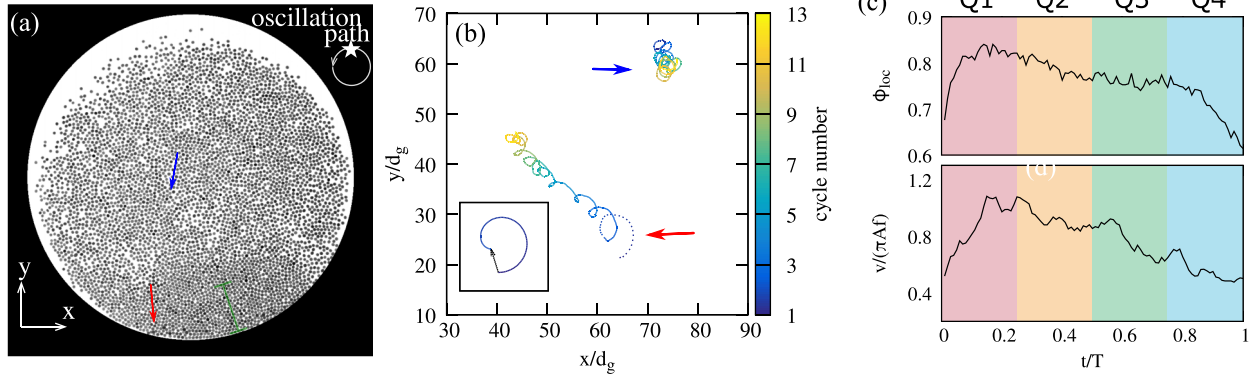 (a)
oscillation
path
y
x
(b)
70
60
50
40
30
20
10
30
40
50
60
70
80
90
y/d_g
x/d_g
13
11
9
7
5
3
1
cycle number
(c)
Q1 Q2 Q3 Q4
0.9
0.8
0.7
0.6
ϕ_loc
(d)
1.2
0.8
0.4
v/(πAf)
0 0.2 0.4 0.6 0.8 1
t/T